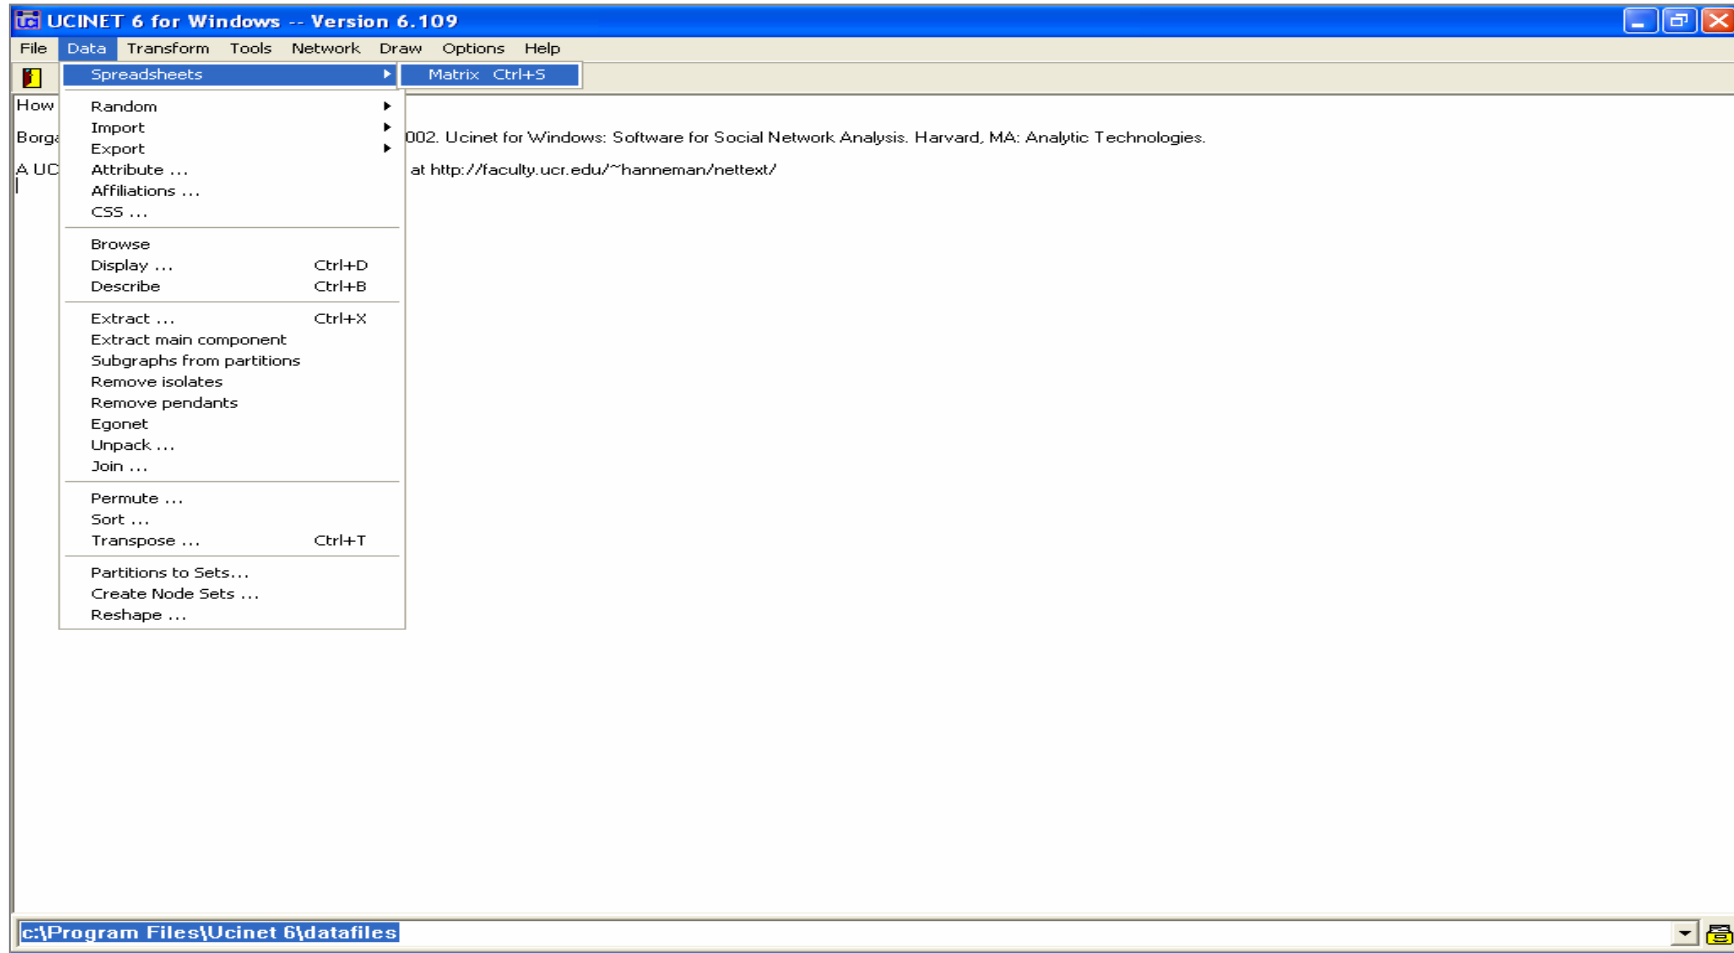 UCINET 6 for Windows -- Version 6.109
File Data Transform Tools Network Draw Options Help
Spreadsheets
Matrix Ctrl+S
How
Borga
002. Ucinet for Windows: Software for Social Network Analysis. Harvard, MA: Analytic Technologies.
A UC
at http://faculty.ucr.edu/~hanneman/nettext/
Random
Import
Export
Attribute ...
Affiliations ...
CSS ...
Browse
Display ... Ctrl+D
Describe Ctrl+B
Extract ... Ctrl+X
Extract main component
Subgraphs from partitions
Remove isolates
Remove pendants
Egonet
Unpack ...
Join ...
Permute ...
Sort ...
Transpose ... Ctrl+T
Partitions to Sets...
Create Node Sets ...
Reshape ...
c:\Program Files\Ucinet 6\datafiles